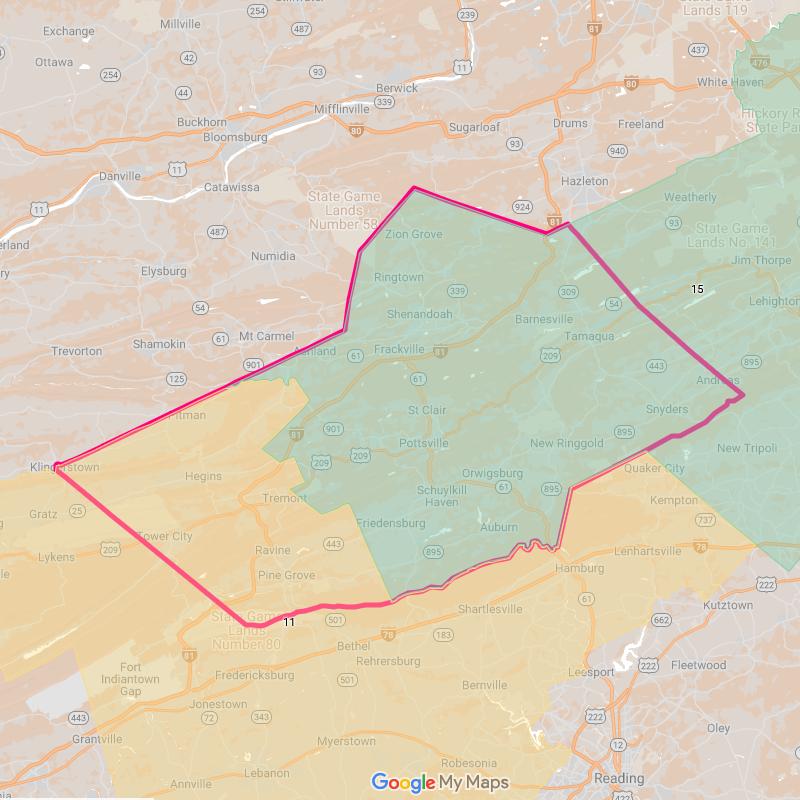 239
State Game
Lands 119
Millville
254
Exchange
487
81
42
Ottawa
437
254
93
11
476
44
Berwick
80
White Haven
339
Mifflinville
Buckhorn
Hickory R
State Par
Bloomsburg
80
Sugarloaf
Drums
Freeland
93
940
Danville
11
Catawissa
Hazleton
State Game
Lands
Number 58
Weatherly
11
924
81
93
State Game
Lands No. 141
487
Zion Grove
erland
Numidia
Jim Thorpe
Elysburg
Ringtown
339
309
15
Lehighton
54
54
Shenandoah
Barnesville
61
Mt Carmel
Tamaqua
Shamokin
Trevorton
Ashland
61
Frackville
81
209
901
443
895
125
61
Andreas
St Clair
Snyders
Pitman
901
895
81
Pottsville
New Ringgold
New Tripoli
209
209
Klingerstown
Quaker City
Hegins
Orwigsburg
61
895
Tremont
Schuylkill
Haven
Kempton
Gratz
25
737
Friedensburg
Auburn
Tower City
443
209
Lykens
Ravine
895
78
Lenhartsville
le
Pine Grove
Hamburg
222
61
Kutztown
State Game
Lands
Number 80
11
501
Shartlesville
78
183
662
Bethel
81
Rehrersburg
Fort
Indiantown
Gap
Fredericksburg
501
Leesport
222
Fleetwood
Bernville
Jonestown
443
72
343
222
Oley
Grantville
Myerstown
12
Robesonia
Lebanon
Annville
Google My Maps
Reading